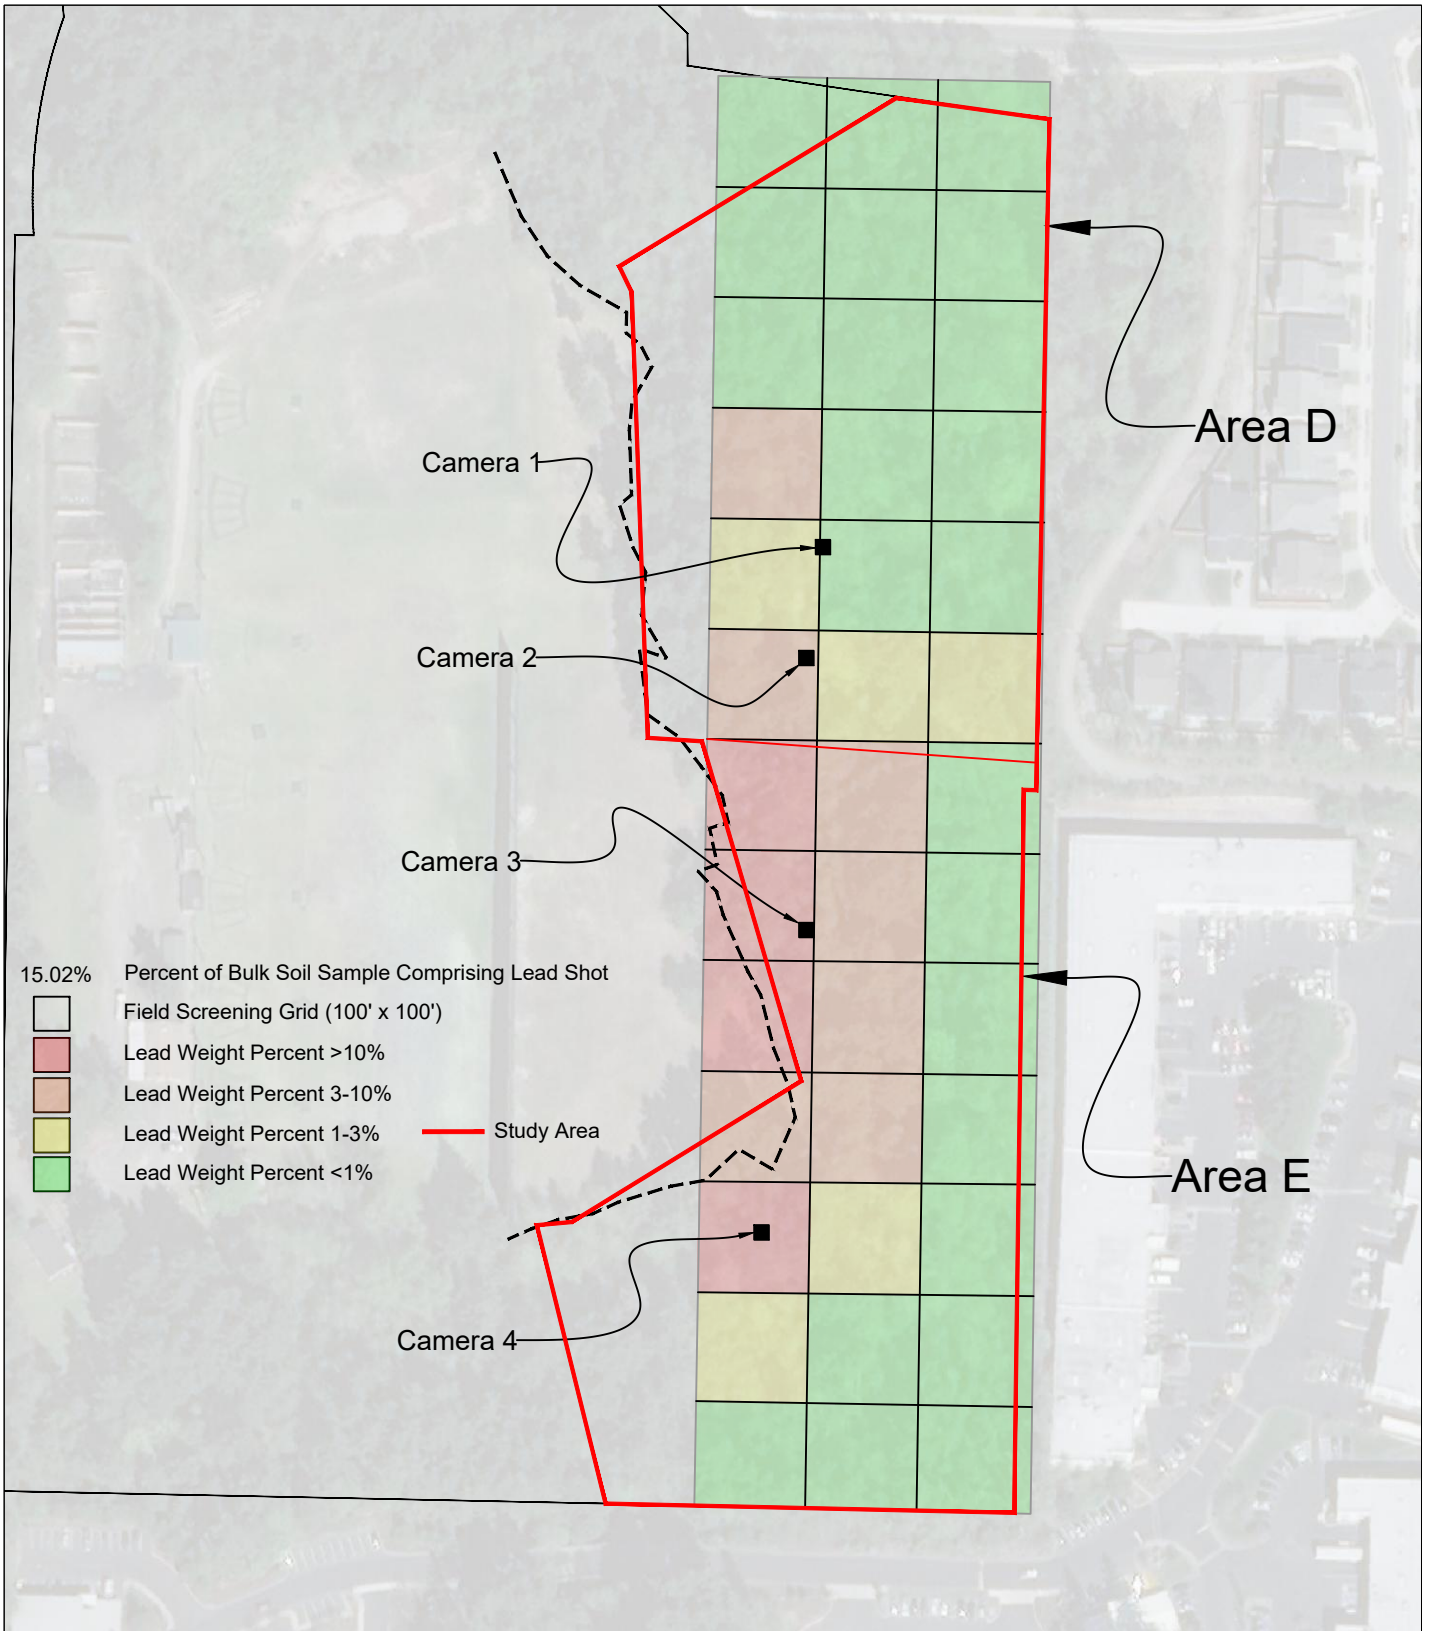 Area D
Camera 1
Camera 2
Camera 3
15.02% Percent of Bulk Soil Sample Comprising Lead Shot
Field Screening Grid (100' x 100')
Lead Weight Percent >10%
Lead Weight Percent 3-10%
Lead Weight Percent 1-3%
Study Area
Lead Weight Percent <1%
Area E
Camera 4